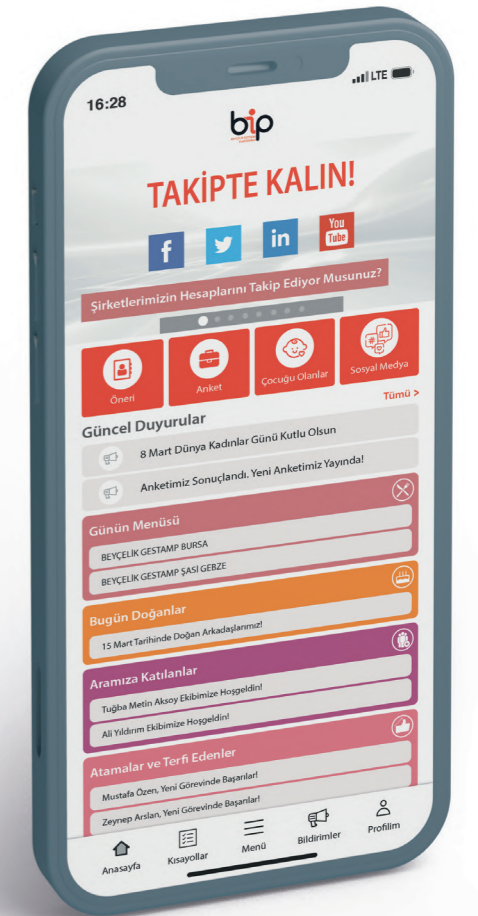 16:28
LTE
bip
TAKİPTE KALIN!
f
in
You
Tube
Şirketlerimizin Hesaplarını Takip Ediyor Musunuz?
Öneri
Anket
Çocuğu Olanlar
Sosyal Medya
Güncel Duyurular
Tümü >
8 Mart Dünya Kadınlar Günü Kutlu Olsun
Anketimiz Sonuçlandı. Yeni Anketimiz Yayında!
Günün Menüsü
BEYÇELİK GESTAMP BURSA
BEYÇELİK GESTAMP ŞASİ GEBZE
Bugün Doğanlar
15 Mart Tarihinde Doğan Arkadaşlarımız!
Aramıza Katılanlar
Tuğba Metin Aksoy Ekibimize Hoşgeldin!
Ali Yıldırım Ekibimize Hoşgeldin!
Atamalar ve Terfi Edenler
Mustafa Özen, Yeni Görevinde Başarılar!
Zeynep Arslan, Yeni Görevinde Başarılar!
Anasayfa
Kısayollar
Menü
Bildirimler
Profilim